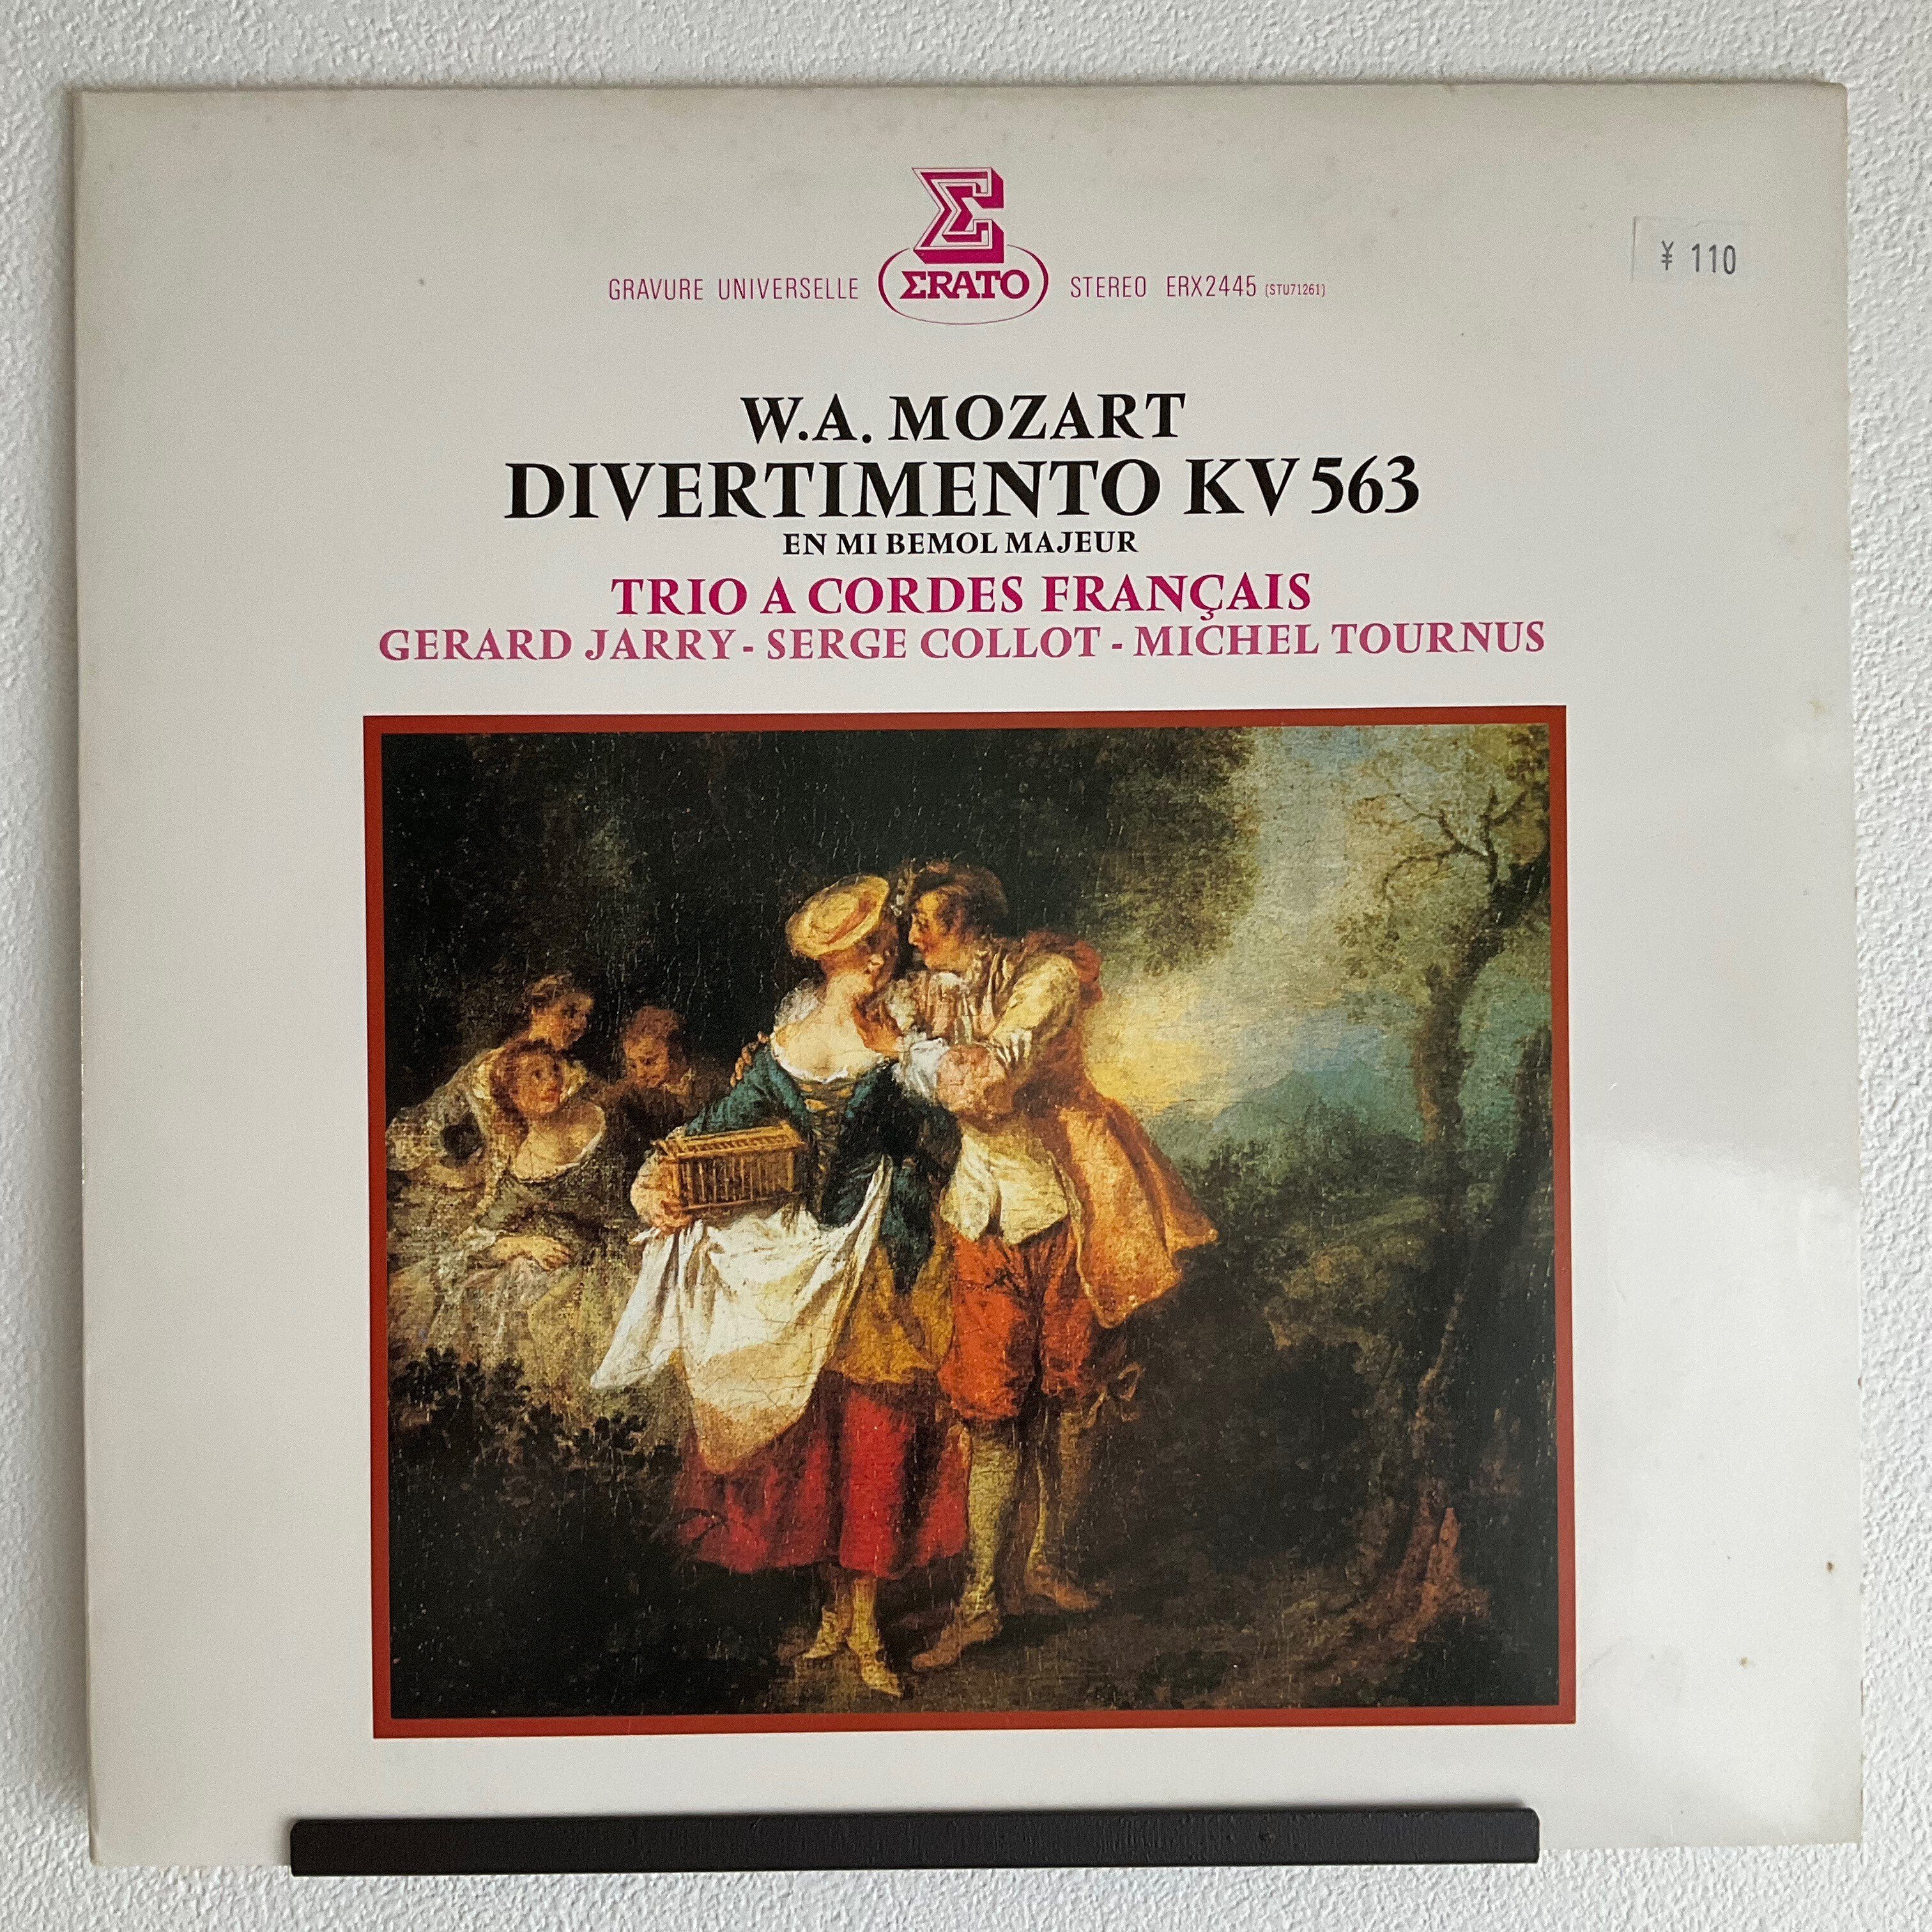 Σ
GRAVURE UNIVERSELLE ΣRATO STEREO ERX2445 (STU71261)
¥ 110
W.A. MOZART
DIVERTIMENTO KV 563
EN MI BEMOL MAJEUR
TRIO A CORDES FRANÇAIS
GERARD JARRY - SERGE COLLOT - MICHEL TOURNUS